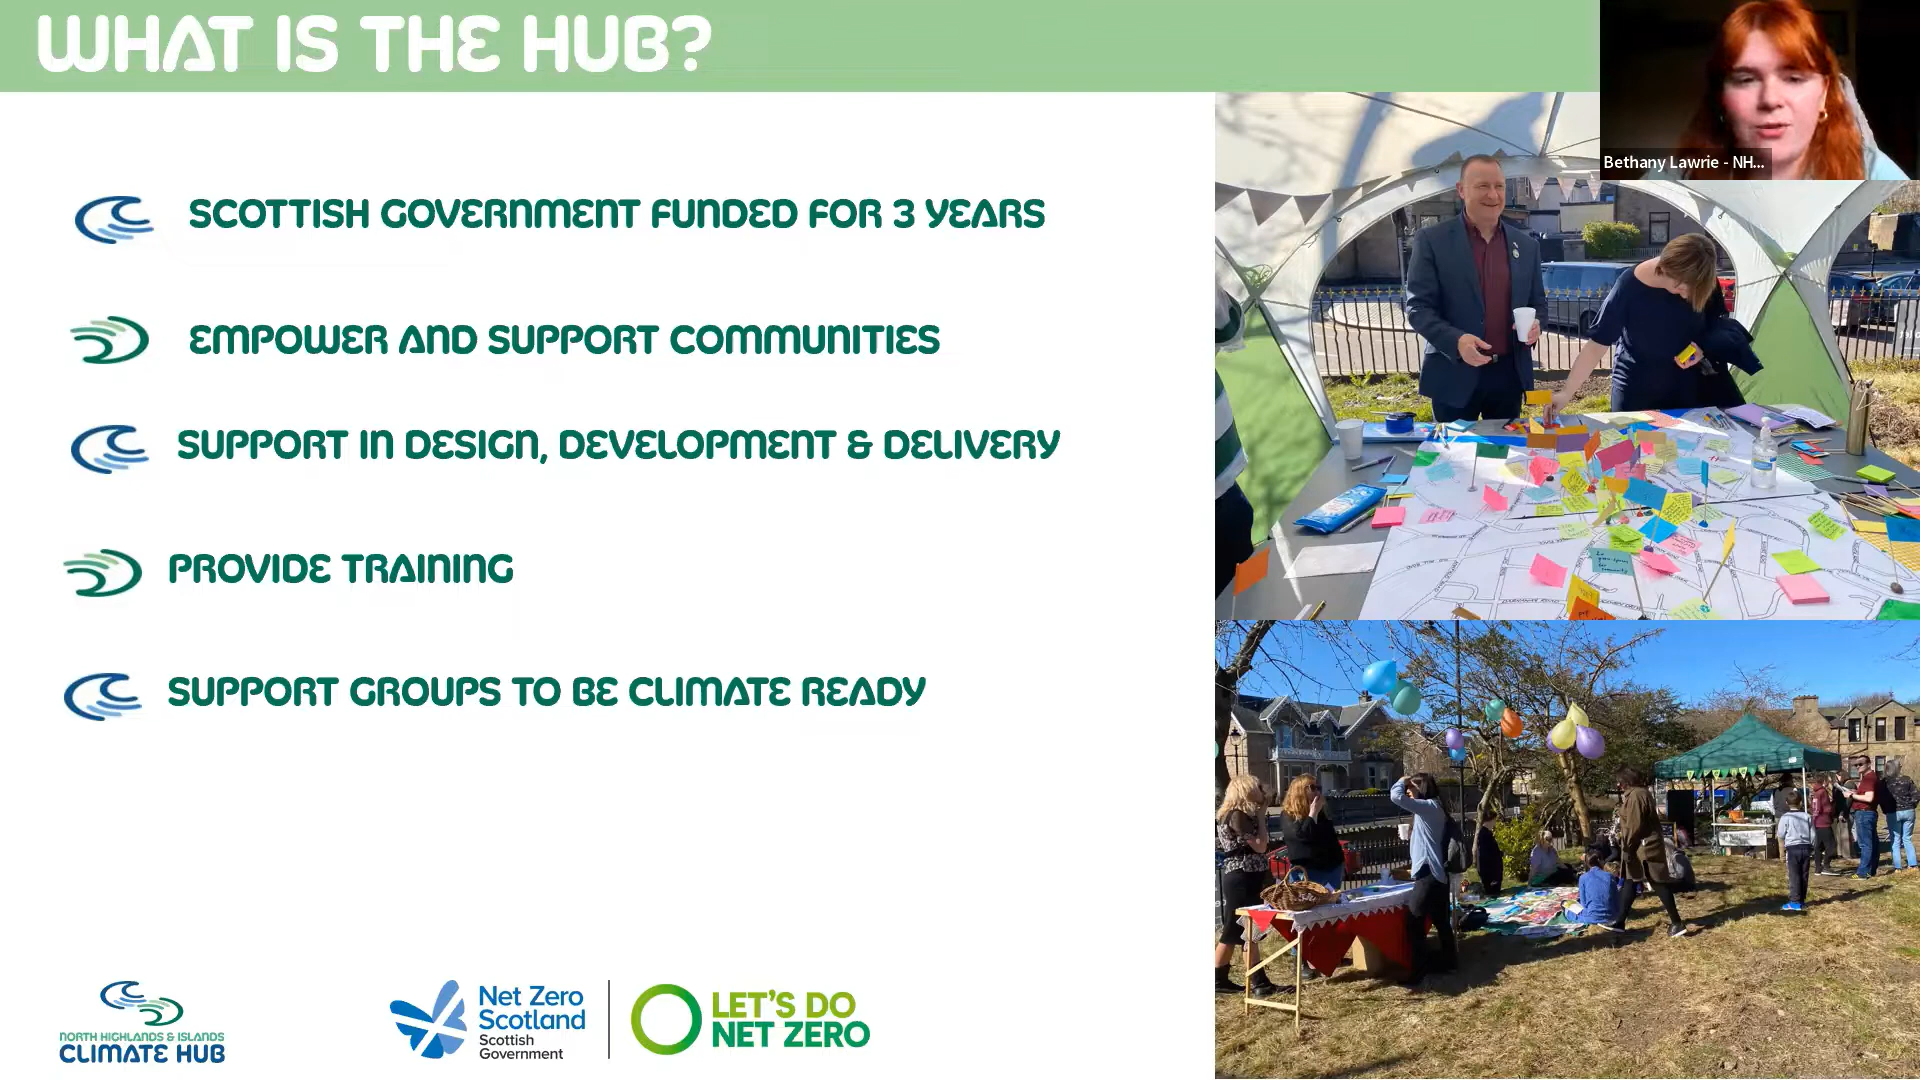 WHAT IS THE HUB?
Bethany Lawrie - NH...
SCOTTISH GOVERNMENT FUNDED FOR 3 YEARS
EMPOWER AND SUPPORT COMMUNITIES
SUPPORT IN DESIGN, DEVELOPMENT & DELIVERY
PROVIDE TRAINING
SUPPORT GROUPS TO BE CLIMATE READY
NORTH HIGHLANDS & ISLANDS
CLIMATE HUB
Net Zero
Scotland
Scottish
Government
LET'S DO
NET ZERO